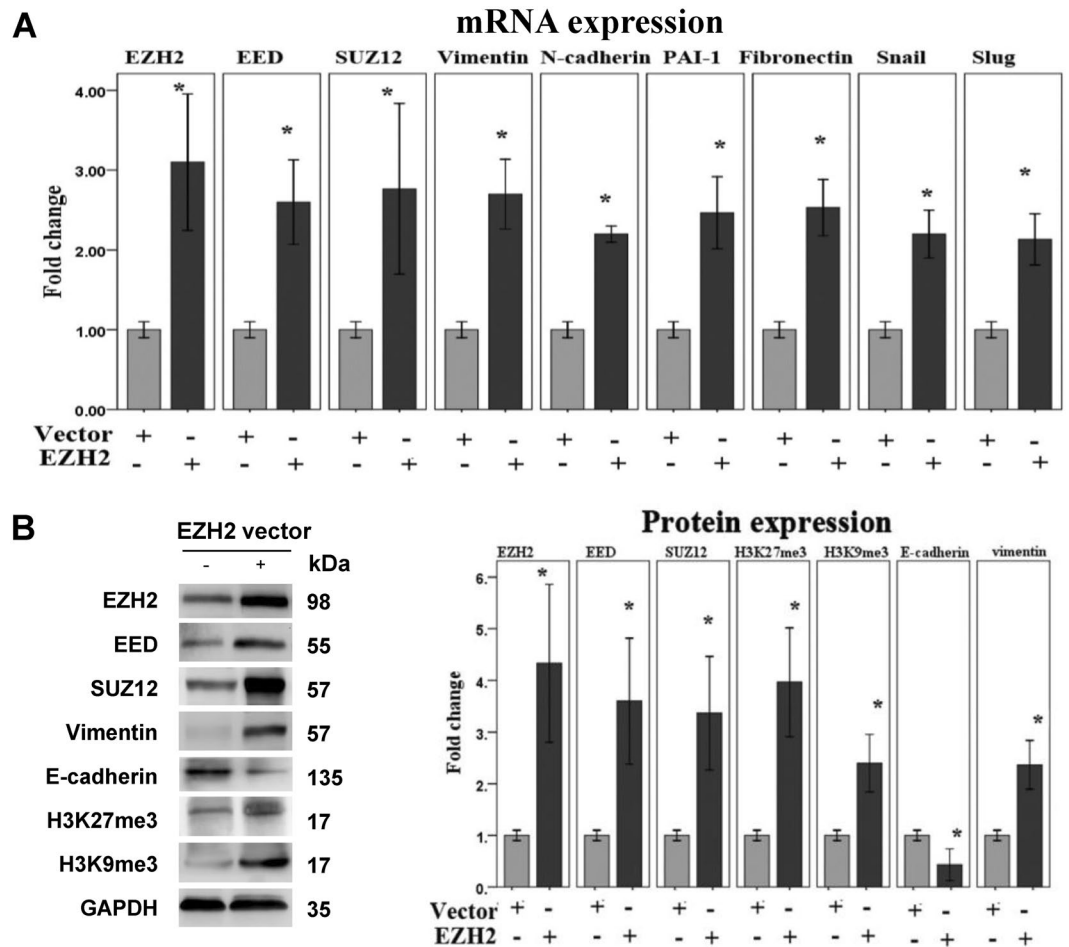 A
mRNA expression
EZH2 EED SUZ12 Vimentin N-cadherin PAI-1 Fibronectin Snail Slug
* * * * * * * * *
4.00
3.00
2.00
1.00
0.00
Fold change
Vector + - + - + - + - + - + - + - + - + -
EZH2 - + - + - + - + - + - + - + - + - +
B
EZH2 vector
- + kDa
EZH2 98
EED 55
SUZ12 57
Vimentin 57
E-cadherin 135
H3K27me3 17
H3K9me3 17
GAPDH 35
Protein expression
EZH2 EED SUZ12 H3K27me3 H3K9me3 E-cadherin vimentin
* * * * * * *
6.
5.
4.
3.
2.
1.
0.
Fold change
Vector + - + - + - + - + - + - + -
EZH2 - + - + - + - + - + - + - +